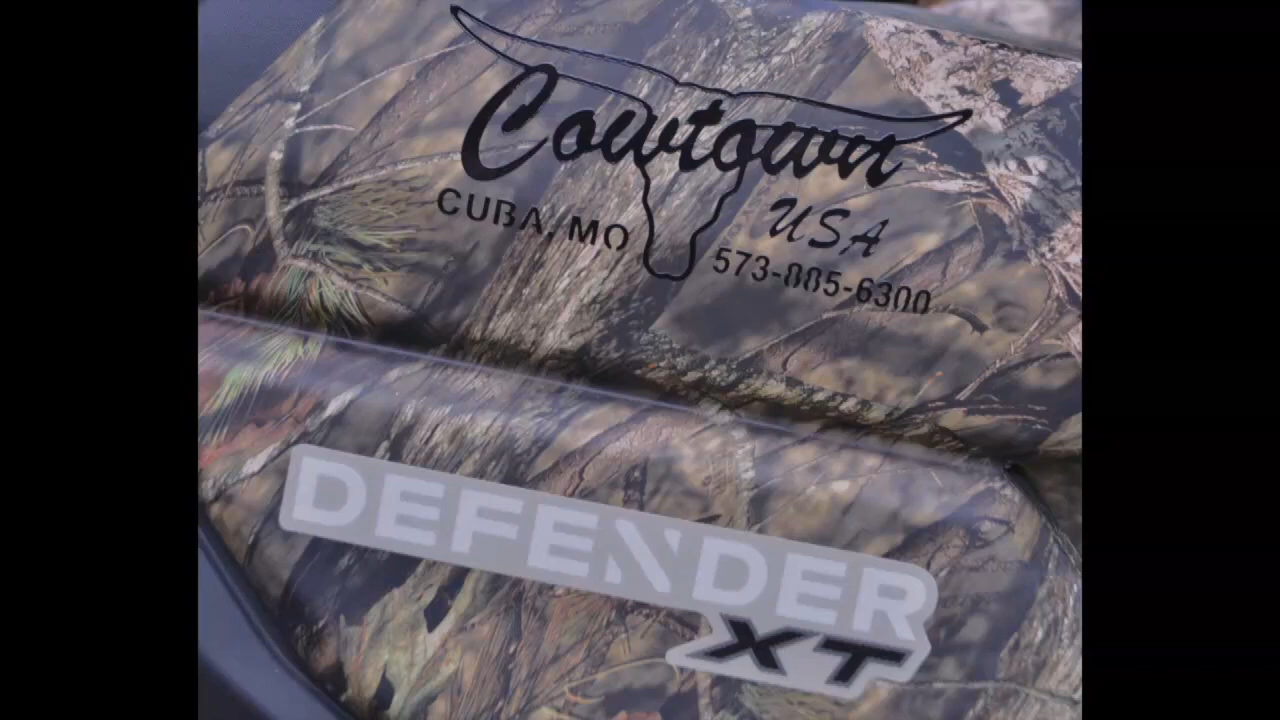 Cowtown
USA
CUBA, MO
573-885-6300
DEFENDER
XT